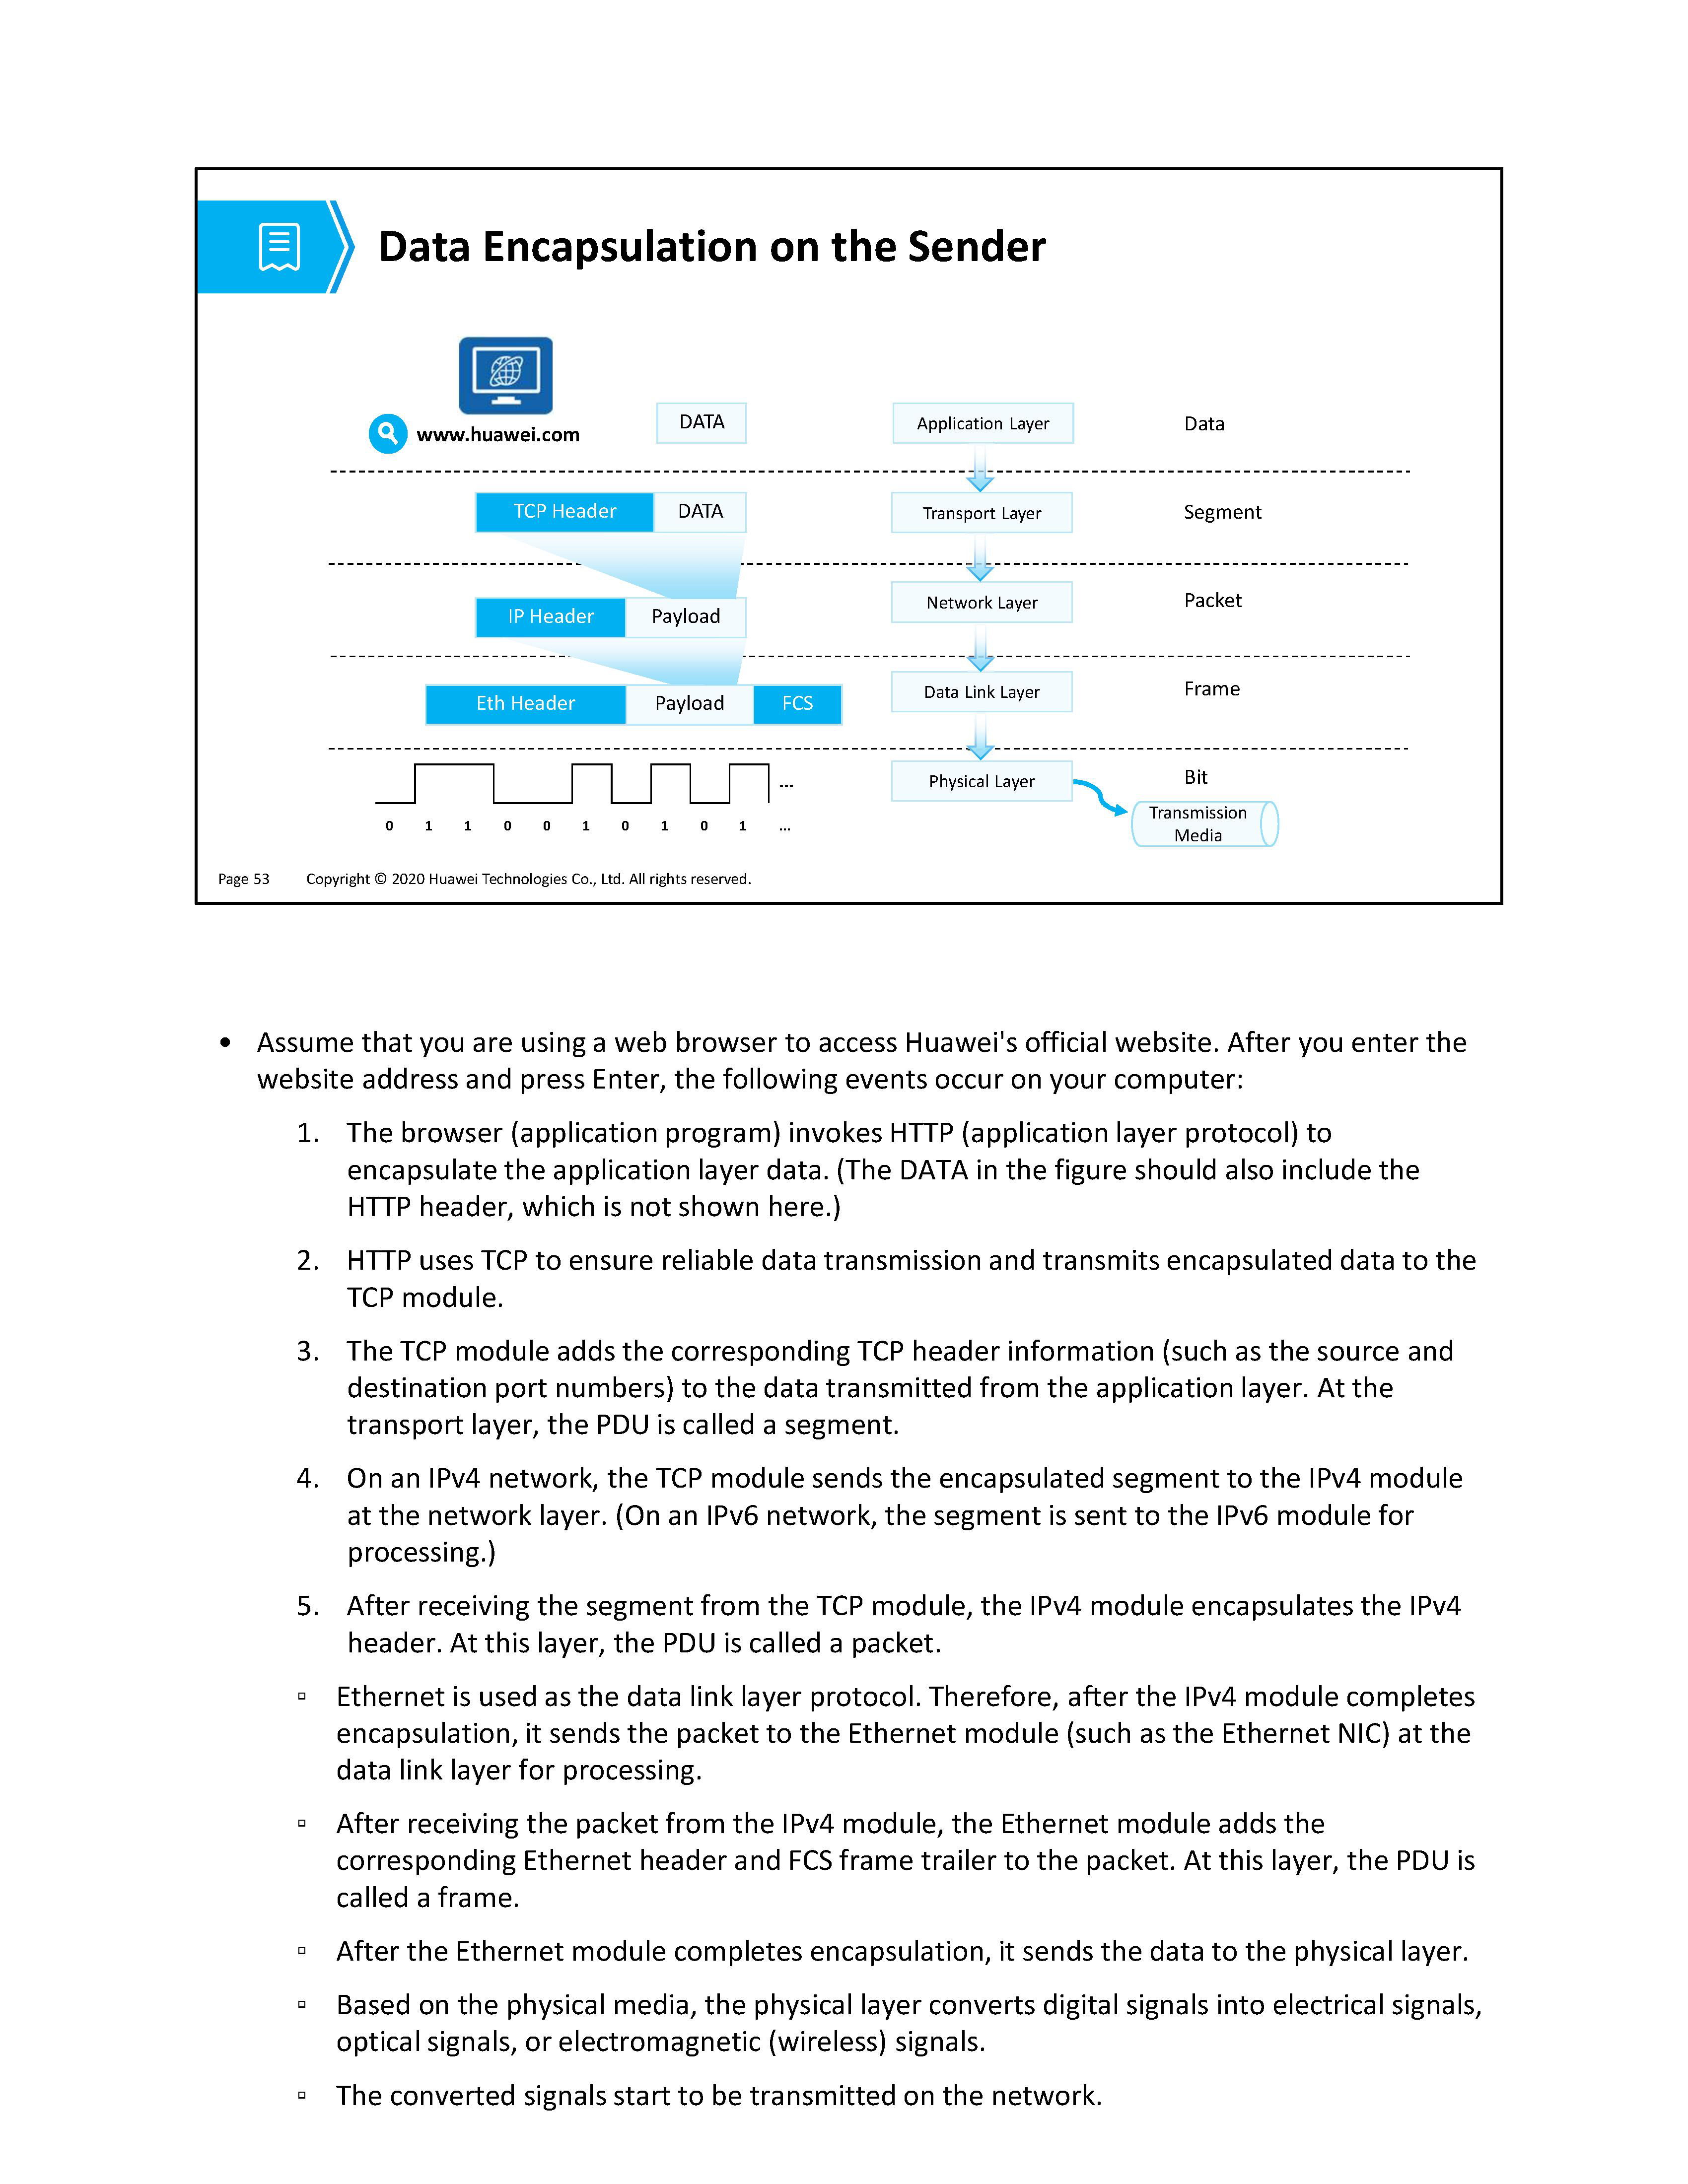 Data Encapsulation on the Sender
www.huawei.com
DATA
Application Layer
Data
TCP Header
DATA
Transport Layer
Segment
IP Header
Payload
Network Layer
Packet
Eth Header
Payload
FCS
Data Link Layer
Frame
...
Physical Layer
Bit
0 1 1 0 0 1 0 1 0 1 ...
Transmission
Media
Page 53 Copyright © 2020 Huawei Technologies Co., Ltd. All rights reserved.
• Assume that you are using a web browser to access Huawei's official website. After you enter the
website address and press Enter, the following events occur on your computer:
1. The browser (application program) invokes HTTP (application layer protocol) to
encapsulate the application layer data. (The DATA in the figure should also include the
HTTP header, which is not shown here.)
2. HTTP uses TCP to ensure reliable data transmission and transmits encapsulated data to the
TCP module.
3. The TCP module adds the corresponding TCP header information (such as the source and
destination port numbers) to the data transmitted from the application layer. At the
transport layer, the PDU is called a segment.
4. On an IPv4 network, the TCP module sends the encapsulated segment to the IPv4 module
at the network layer. (On an IPv6 network, the segment is sent to the IPv6 module for
processing.)
5. After receiving the segment from the TCP module, the IPv4 module encapsulates the IPv4
header. At this layer, the PDU is called a packet.
▫ Ethernet is used as the data link layer protocol. Therefore, after the IPv4 module completes
encapsulation, it sends the packet to the Ethernet module (such as the Ethernet NIC) at the
data link layer for processing.
▫ After receiving the packet from the IPv4 module, the Ethernet module adds the
corresponding Ethernet header and FCS frame trailer to the packet. At this layer, the PDU is
called a frame.
▫ After the Ethernet module completes encapsulation, it sends the data to the physical layer.
▫ Based on the physical media, the physical layer converts digital signals into electrical signals,
optical signals, or electromagnetic (wireless) signals.
▫ The converted signals start to be transmitted on the network.